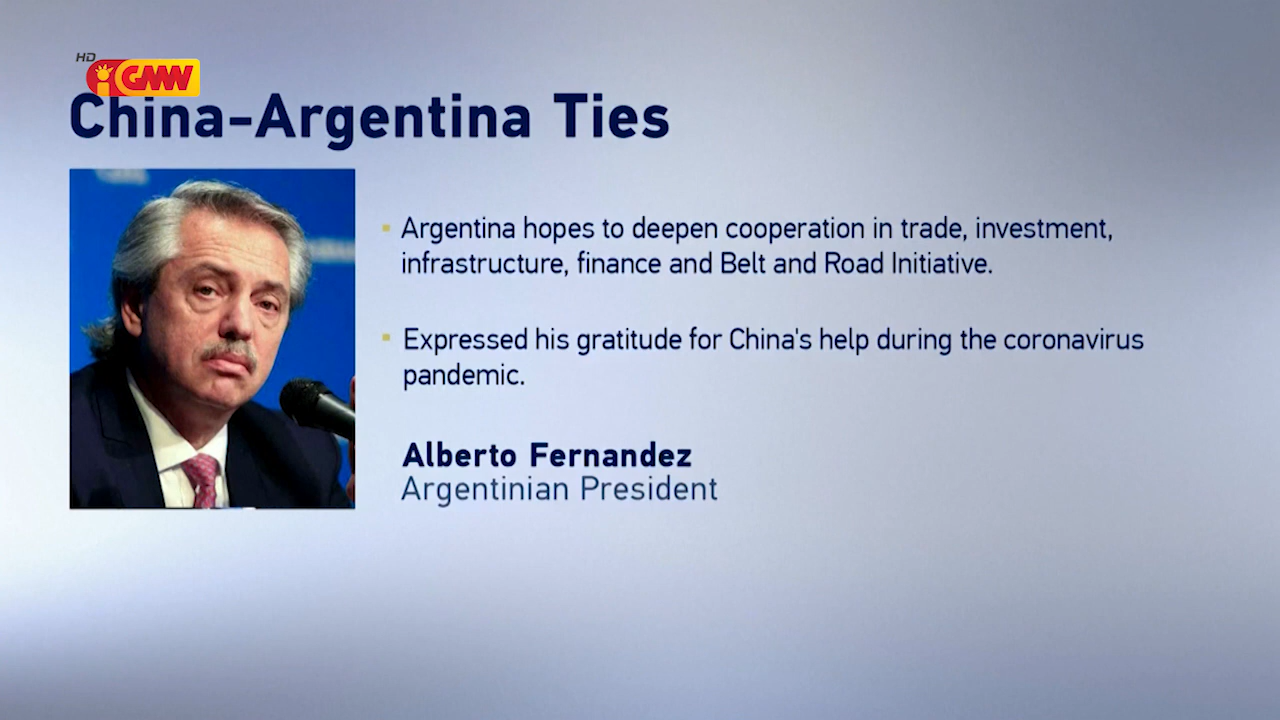 HD
iGMW
China-Argentina Ties
Argentina hopes to deepen cooperation in trade, investment,
infrastructure, finance and Belt and Road Initiative.
Expressed his gratitude for China's help during the coronavirus
pandemic.
Alberto Fernandez
Argentinian President